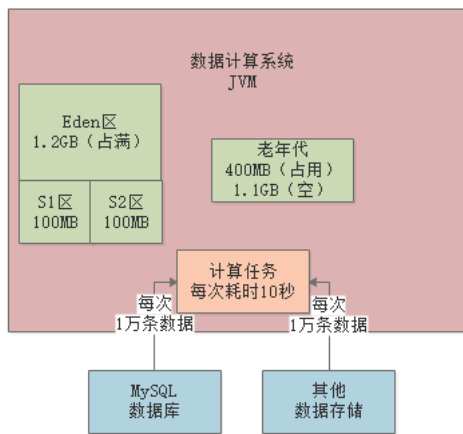 数据计算系统
JVM
Eden区
1.2GB（占满）
S1区
100MB
S2区
100MB
老年代
400MB（占用）
1.1GB（空）
计算任务
每次耗时10秒
每次
1万条数据
每次
1万条数据
MySQL
数据库
其他
数据存储